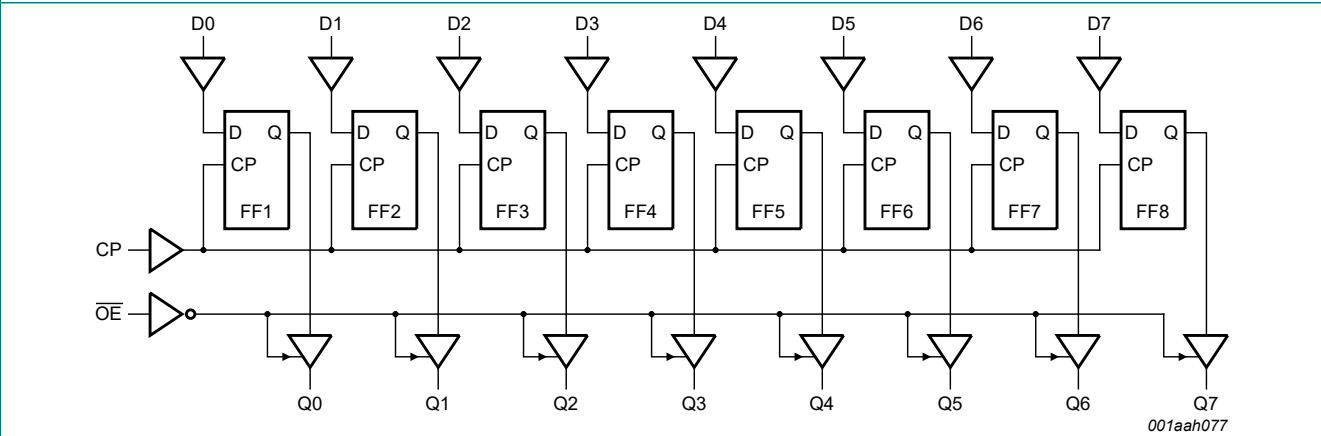 D0 D1 D2 D3 D4 D5 D6 D7
D Q D Q D Q D Q D Q D Q D Q D Q
CP CP CP CP CP CP CP CP
FF1 FF2 FF3 FF4 FF5 FF6 FF7 FF8
CP
O̅E̅
Q0 Q1 Q2 Q3 Q4 Q5 Q6 Q7
001aah077